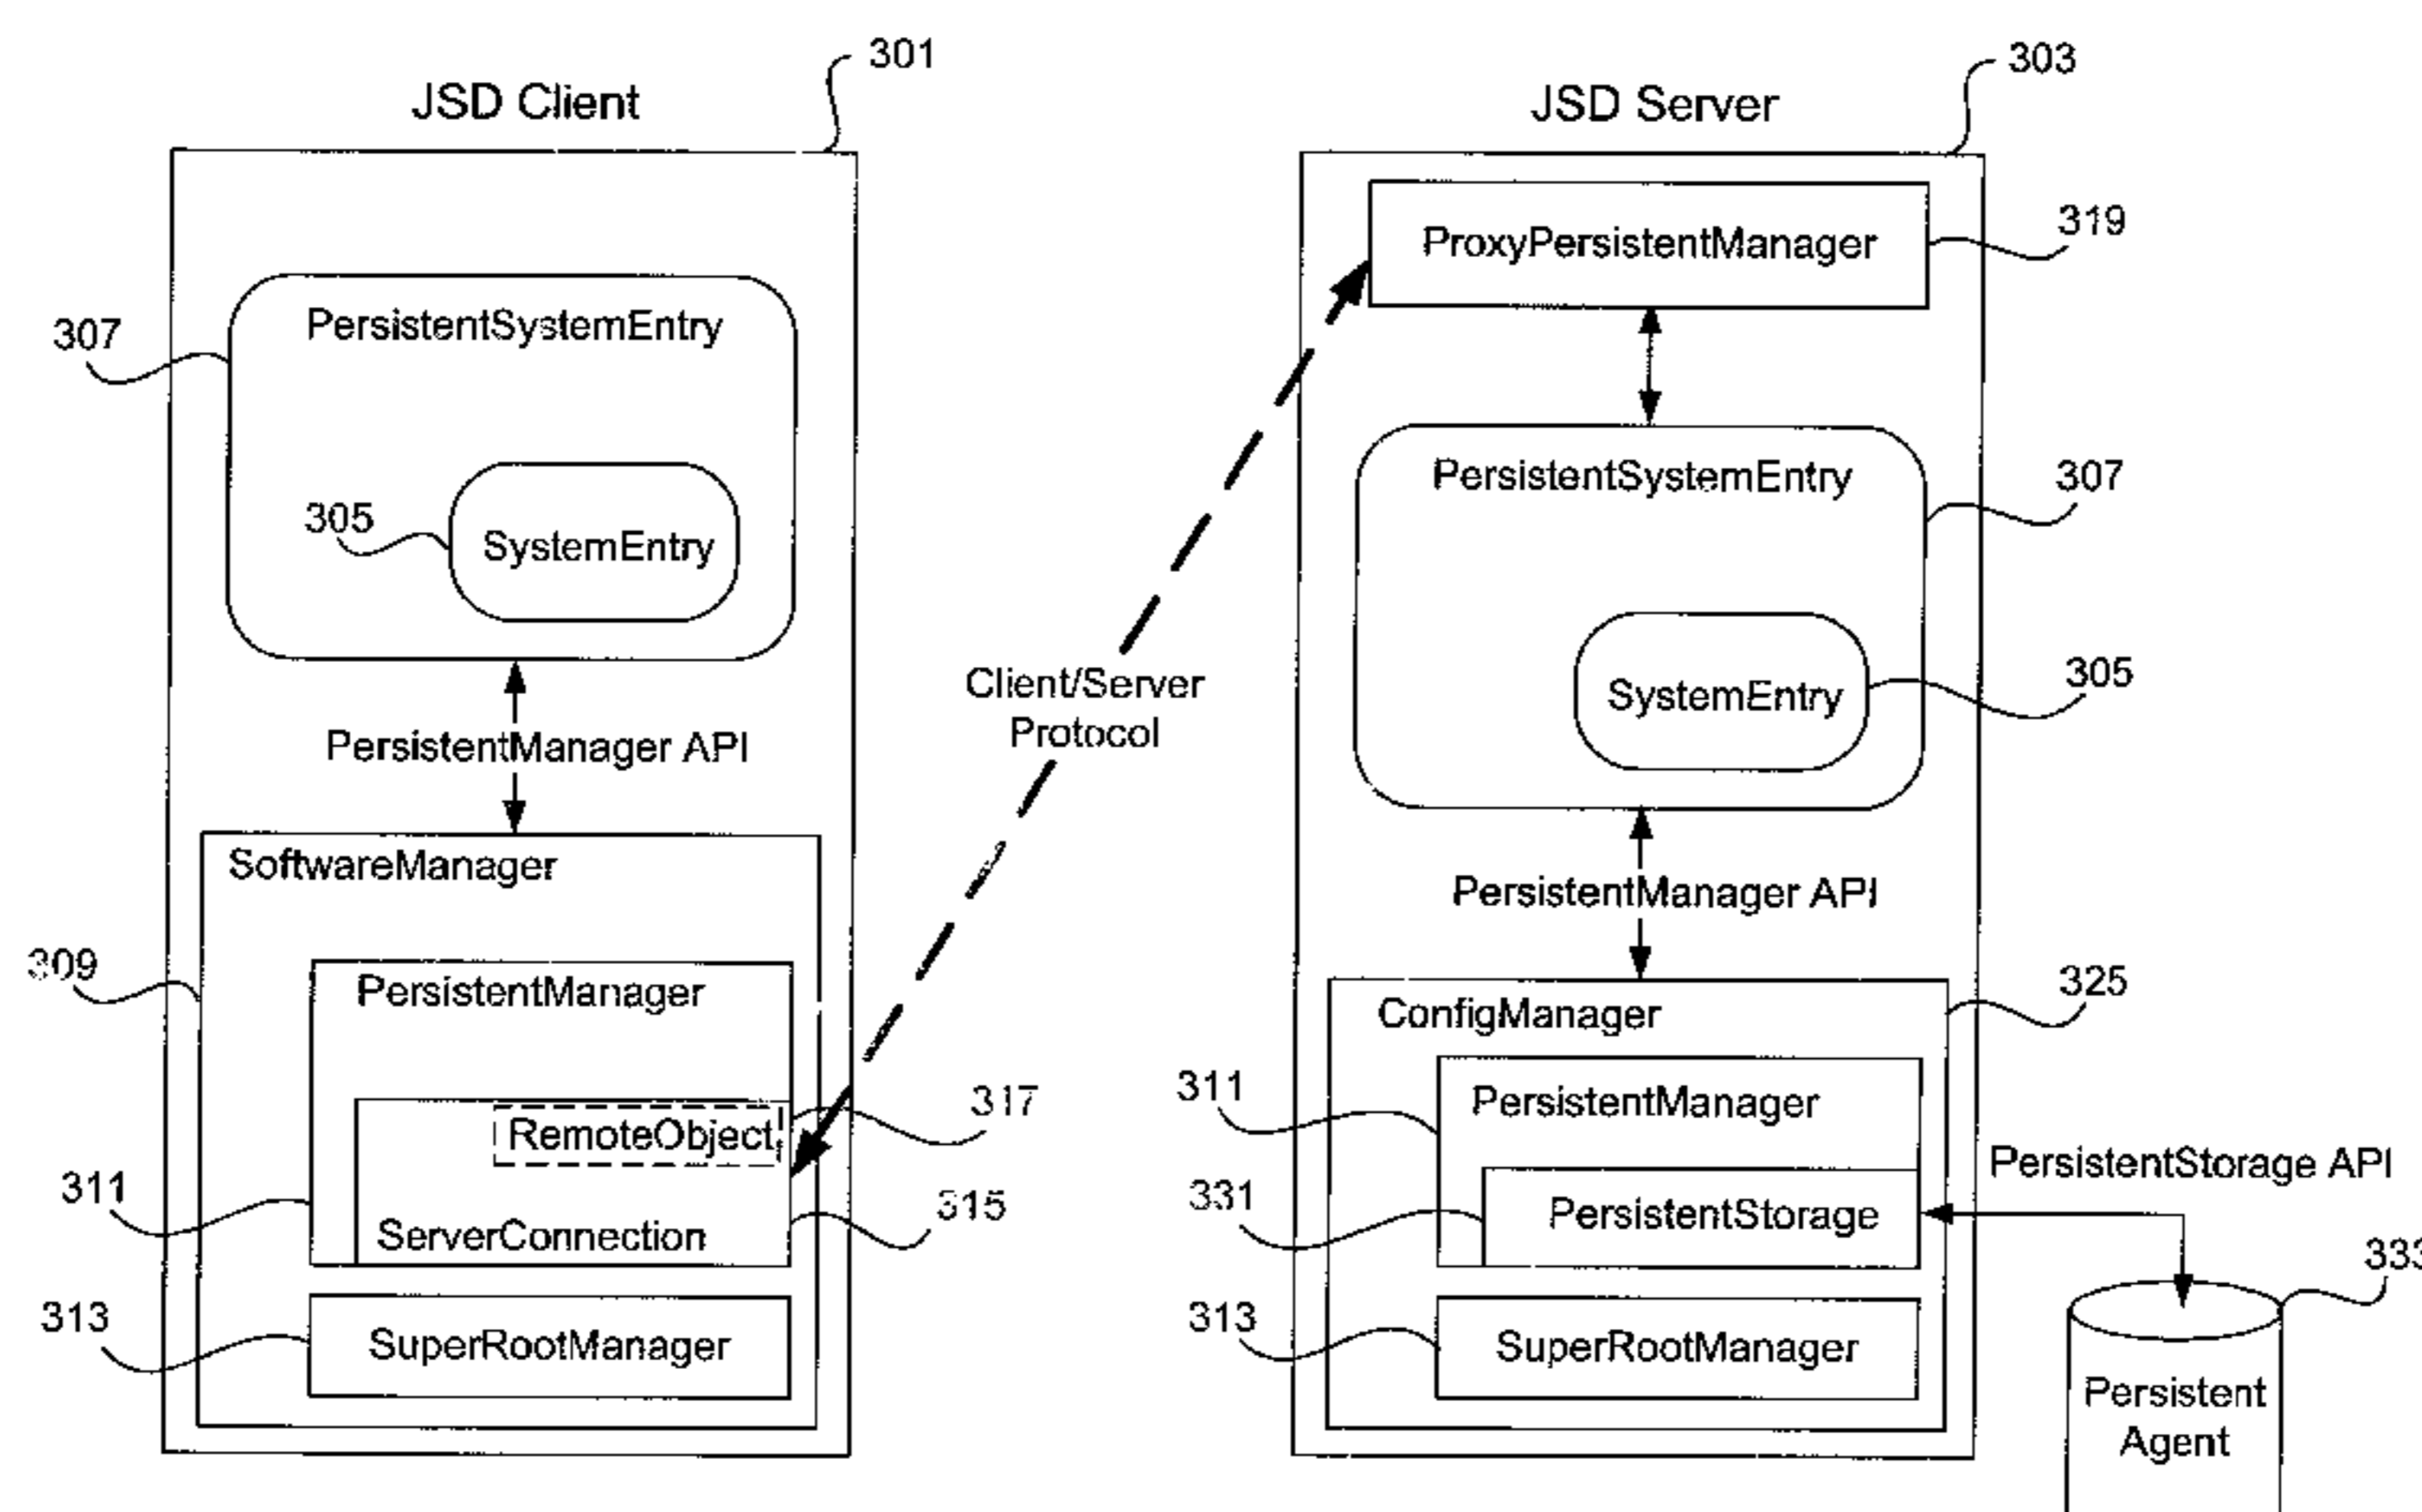 301
JSD Client
307
PersistentSystemEntry
305
SystemEntry
PersistentManager API
SoftwareManager
309
PersistentManager
317
RemoteObject
311
315
ServerConnection
313
SuperRootManager
Client/Server
Protocol
303
JSD Server
319
ProxyPersistentManager
PersistentSystemEntry
307
305
SystemEntry
PersistentManager API
325
ConfigManager
311
PersistentManager
PersistentStorage API
331
PersistentStorage
333
313
SuperRootManager
Persistent
Agent